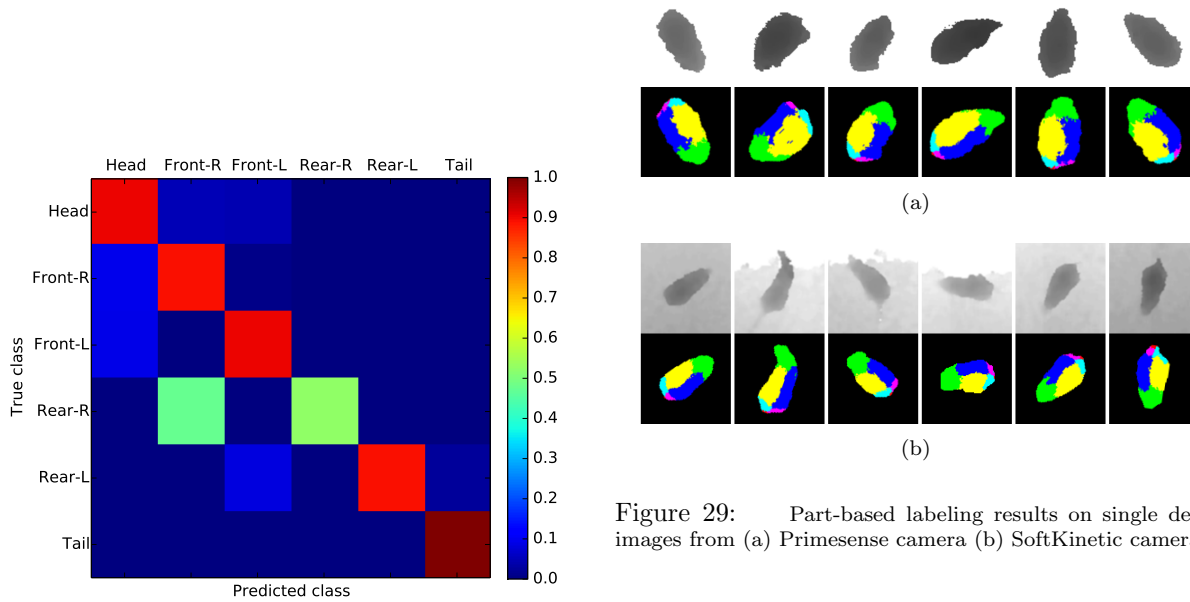 Head Front-R Front-L Rear-R Rear-L Tail
Head
Front-R
Front-L
Rear-R
Rear-L
Tail
True class
Predicted class
1.0
0.9
0.8
0.7
0.6
0.5
0.4
0.3
0.2
0.1
0.0
(a)
(b)
Figure 29: Part-based labeling results on single de
images from (a) Primesense camera (b) SoftKinetic camer